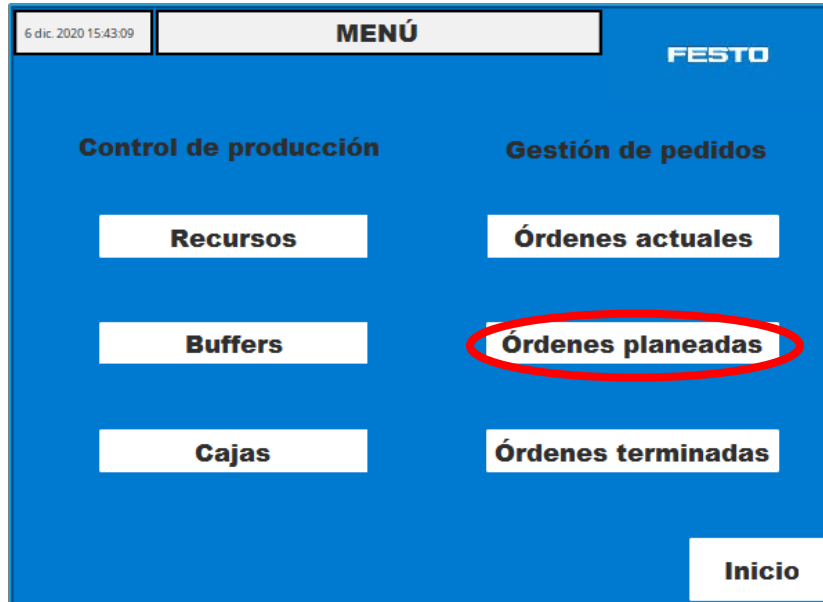 6 dic. 2020 15:43:09
MENÚ
FESTO
Control de producción
Gestión de pedidos
Recursos
Órdenes actuales
Buffers
Órdenes planeadas
Cajas
Órdenes terminadas
Inicio